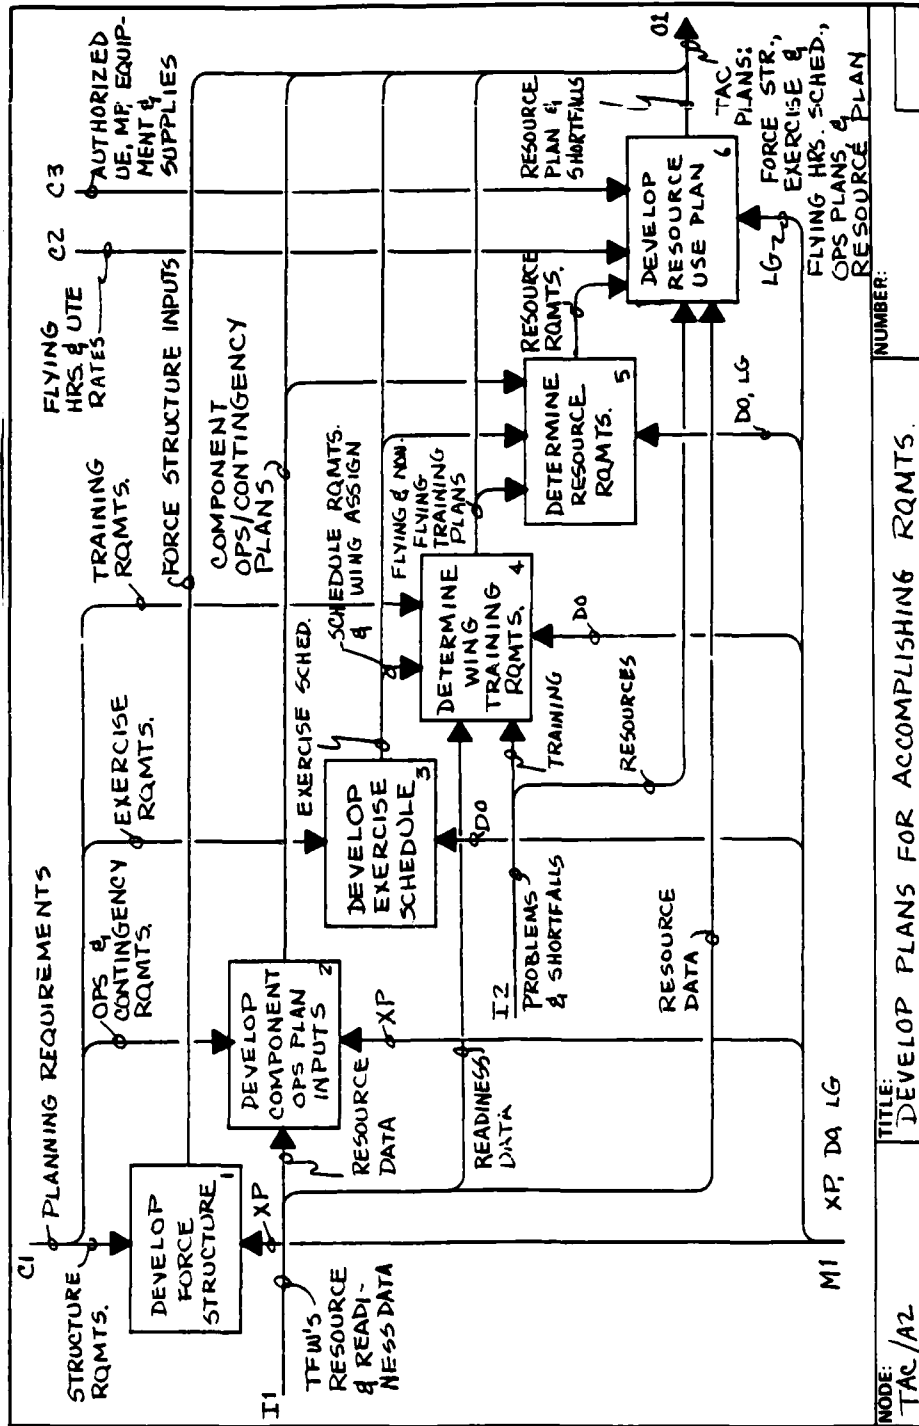 C1
PLANNING REQUIREMENTS
STRUCTURE
RQMTS.
OPS &
CONTINGENCY
RQMTS.
EXERCISE
RQMTS.
TRAINING
RQMTS.
FLYING
HRS. & UTE
RATES
C2
C3
AUTHORIZED
UE, MP, EQUIP-
MENT &
SUPPLIES
FORCE STRUCTURE INPUTS
DEVELOP
FORCE
STRUCTURE
1
XP
I1
TFW'S
RESOURCE
& READI-
NESS DATA
RESOURCE
DATA
DEVELOP
COMPONENT
OPS PLAN
INPUTS
2
XP
COMPONENT
OPS/CONTINGENCY
PLANS
EXERCISE SCHED.
DEVELOP
EXERCISE
SCHEDULE
3
DO
SCHEDULE RQMTS.
& WING ASSIGN
READINESS
DATA
I2
PROBLEMS
& SHORTFALLS
TRAINING
DETERMINE
WING
TRAINING
RQMTS.
4
DO
FLYING & NON-
FLYING
TRAINING
PLANS
RESOURCES
RESOURCE
DATA
DETERMINE
RESOURCE
RQMTS.
5
DO, LG
RESOURCE
RQMTS.
DEVELOP
RESOURCE
USE PLAN
6
LG
RESOURCE
PLAN &
SHORTFALLS
O1
TAC
PLANS:
FORCE STR.,
EXERCISE &
FLYING HRS. SCHED.,
OPS PLANS &
RESOURCE PLAN
M1
XP, DO, LG
NODE:
TAC/A2
TITLE:
DEVELOP PLANS FOR ACCOMPLISHING RQMTS.
NUMBER: